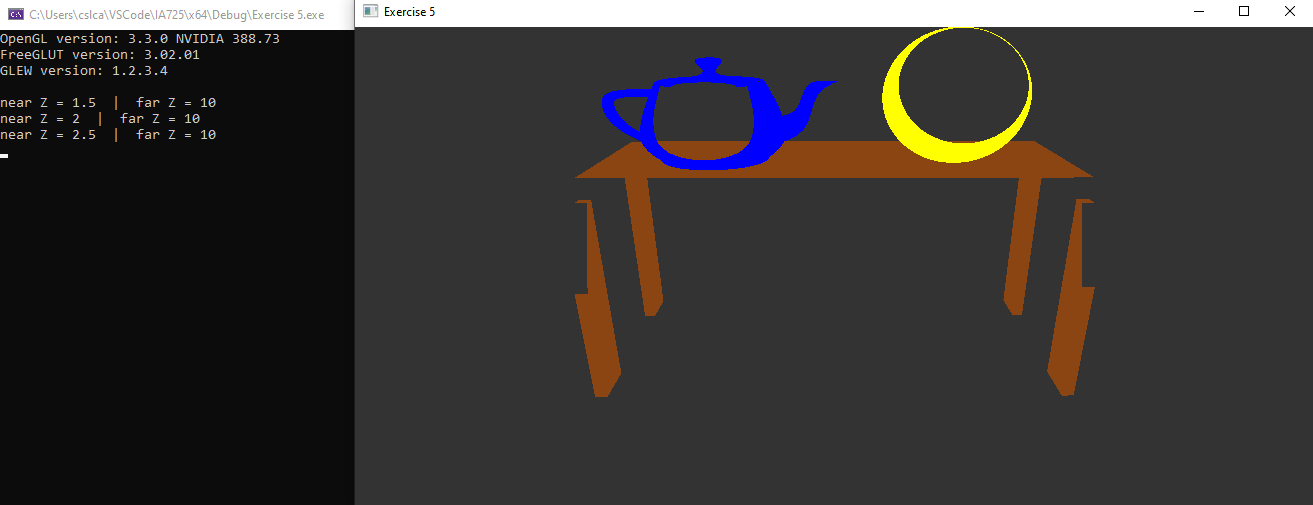 C:\Users\cslca\VSCode\IA725\x64\Debug\Exercise 5.exe
Exercise 5
OpenGL version: 3.3.0 NVIDIA 388.73
FreeGLUT version: 3.02.01
GLEW version: 1.2.3.4
near Z = 1.5  |  far Z = 10
near Z = 2  |  far Z = 10
near Z = 2.5  |  far Z = 10